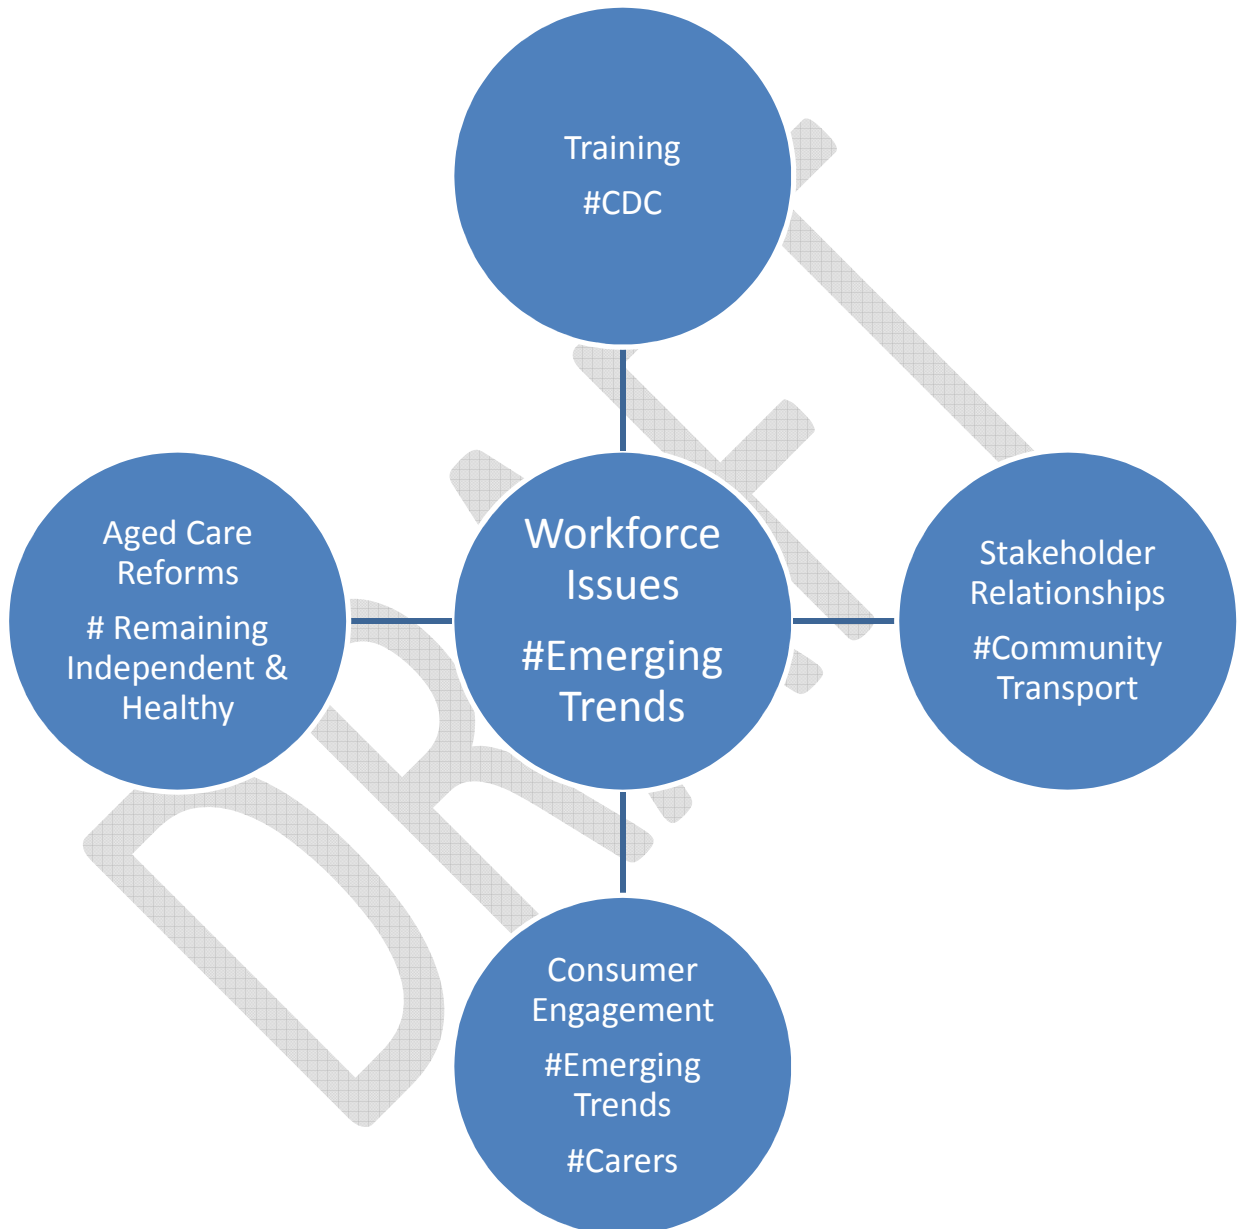 Training
#CDC
Aged Care
Reforms
# Remaining
Independent &
Healthy
Workforce
Issues
#Emerging
Trends
Stakeholder
Relationships
#Community
Transport
Consumer
Engagement
#Emerging
Trends
#Carers
DRAFT